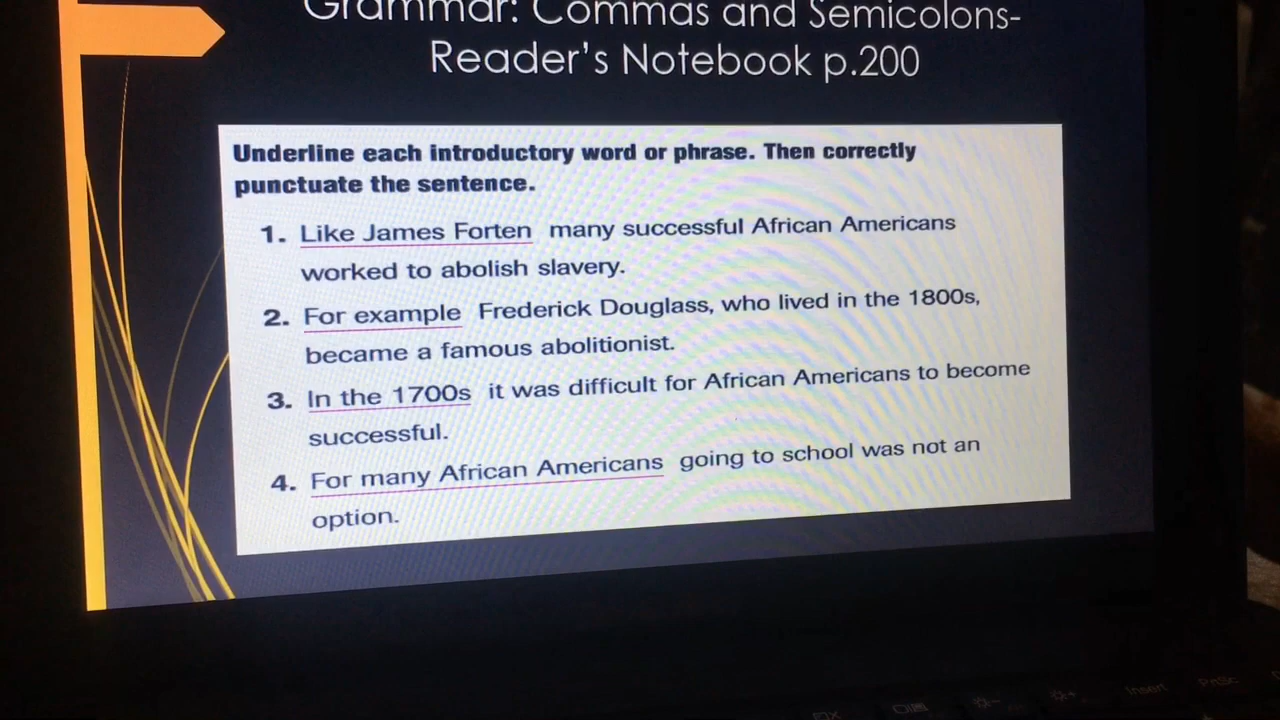 Grammar: Commas and Semicolons-
Reader's Notebook p.200
Underline each introductory word or phrase. Then correctly
punctuate the sentence.
1. Like James Forten many successful African Americans
worked to abolish slavery.
2. For example Frederick Douglass, who lived in the 1800s,
became a famous abolitionist.
3. In the 1700s it was difficult for African Americans to become
successful.
4. For many African Americans going to school was not an
option.
Insert
PrtSc